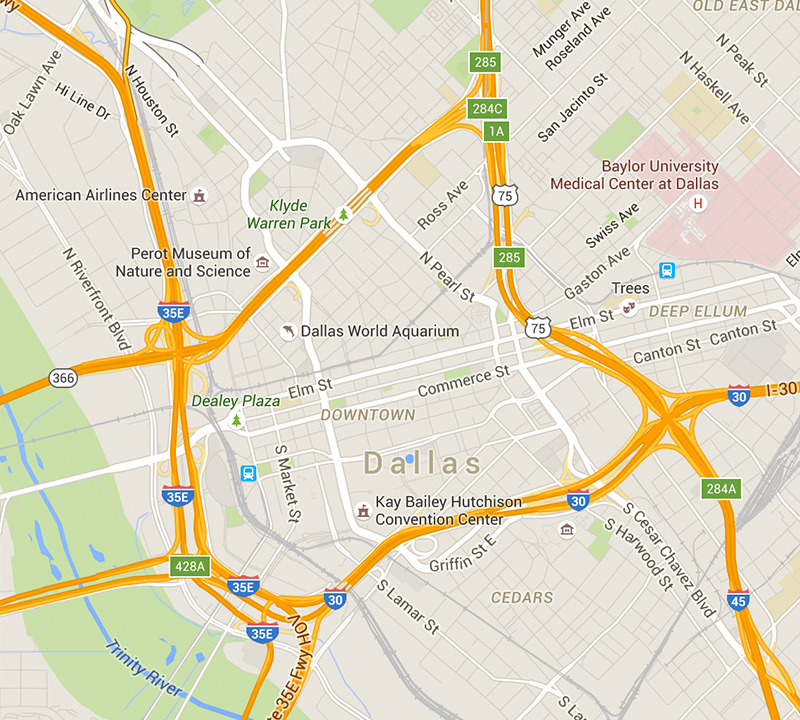 wy
OLD EAST DAL
Munger Ave
Roseland Ave
N Peak St
Oak Lawn Ave
Hi Line Dr
N Houston St
285
284C
1A
San Jacinto St
N Haskell Ave
Baylor University
Medical Center at Dallas
H
American Airlines Center
Klyde
Warren Park
Ross Ave
75
Swiss Ave
Gaston Ave
Perot Museum of
Nature and Science
N Pearl St
285
Elm
N Riverfront Blvd
35E
Trees
DEEP ELLUM
Elm St
75
Dallas World Aquarium
Canton St
Canton St
366
Elm St
Commerce St
Dealey Plaza
DOWNTOWN
30
I-30
Dallas
S Market St
35E
284A
Kay Bailey Hutchison
Convention Center
30
S Cesar Chavez Blvd
S Harwood St
Griffin St E
428A
35E
30
CEDARS
45
S Lamar St
35E
HOV
e 35E Fwy
Trinity River
S La